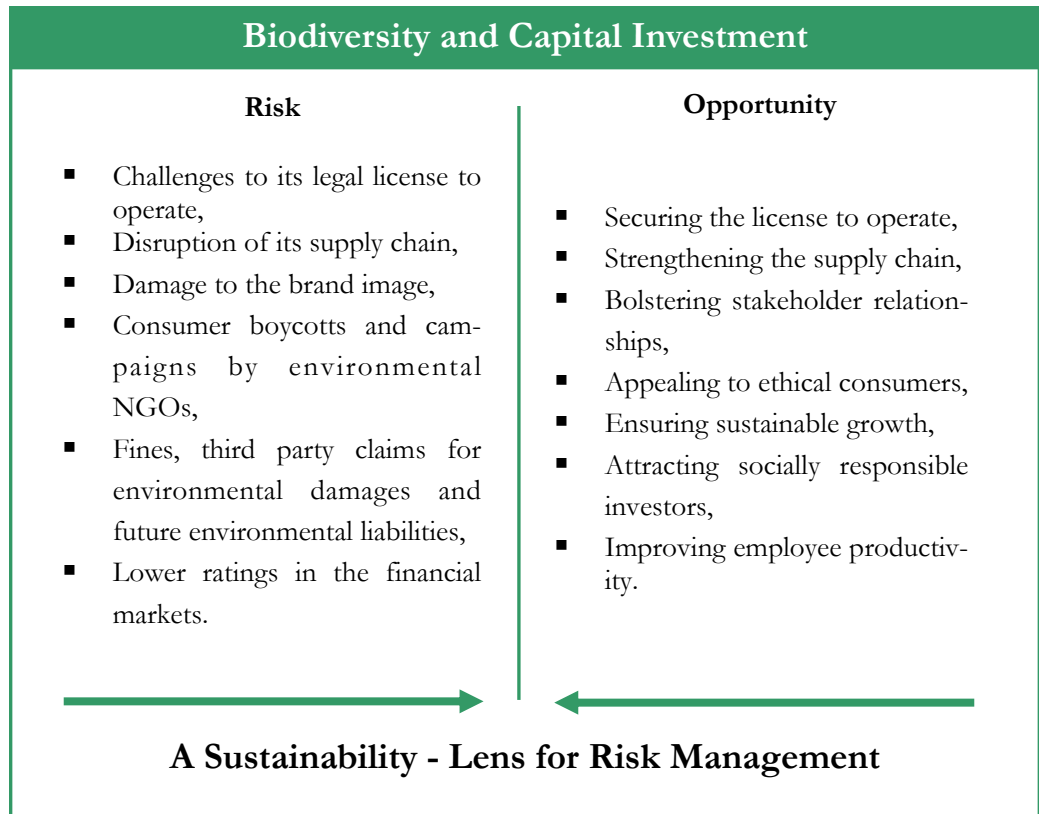 Biodiversity and Capital Investment
Risk
▪ Challenges to its legal license to
operate,
▪ Disruption of its supply chain,
▪ Damage to the brand image,
▪ Consumer boycotts and cam-
paigns by environmental
NGOs,
▪ Fines, third party claims for
environmental damages and
future environmental liabilities,
▪ Lower ratings in the financial
markets.
Opportunity
▪ Securing the license to operate,
▪ Strengthening the supply chain,
▪ Bolstering stakeholder relation-
ships,
▪ Appealing to ethical consumers,
▪ Ensuring sustainable growth,
▪ Attracting socially responsible
investors,
▪ Improving employee productiv-
ity.
A Sustainability - Lens for Risk Management